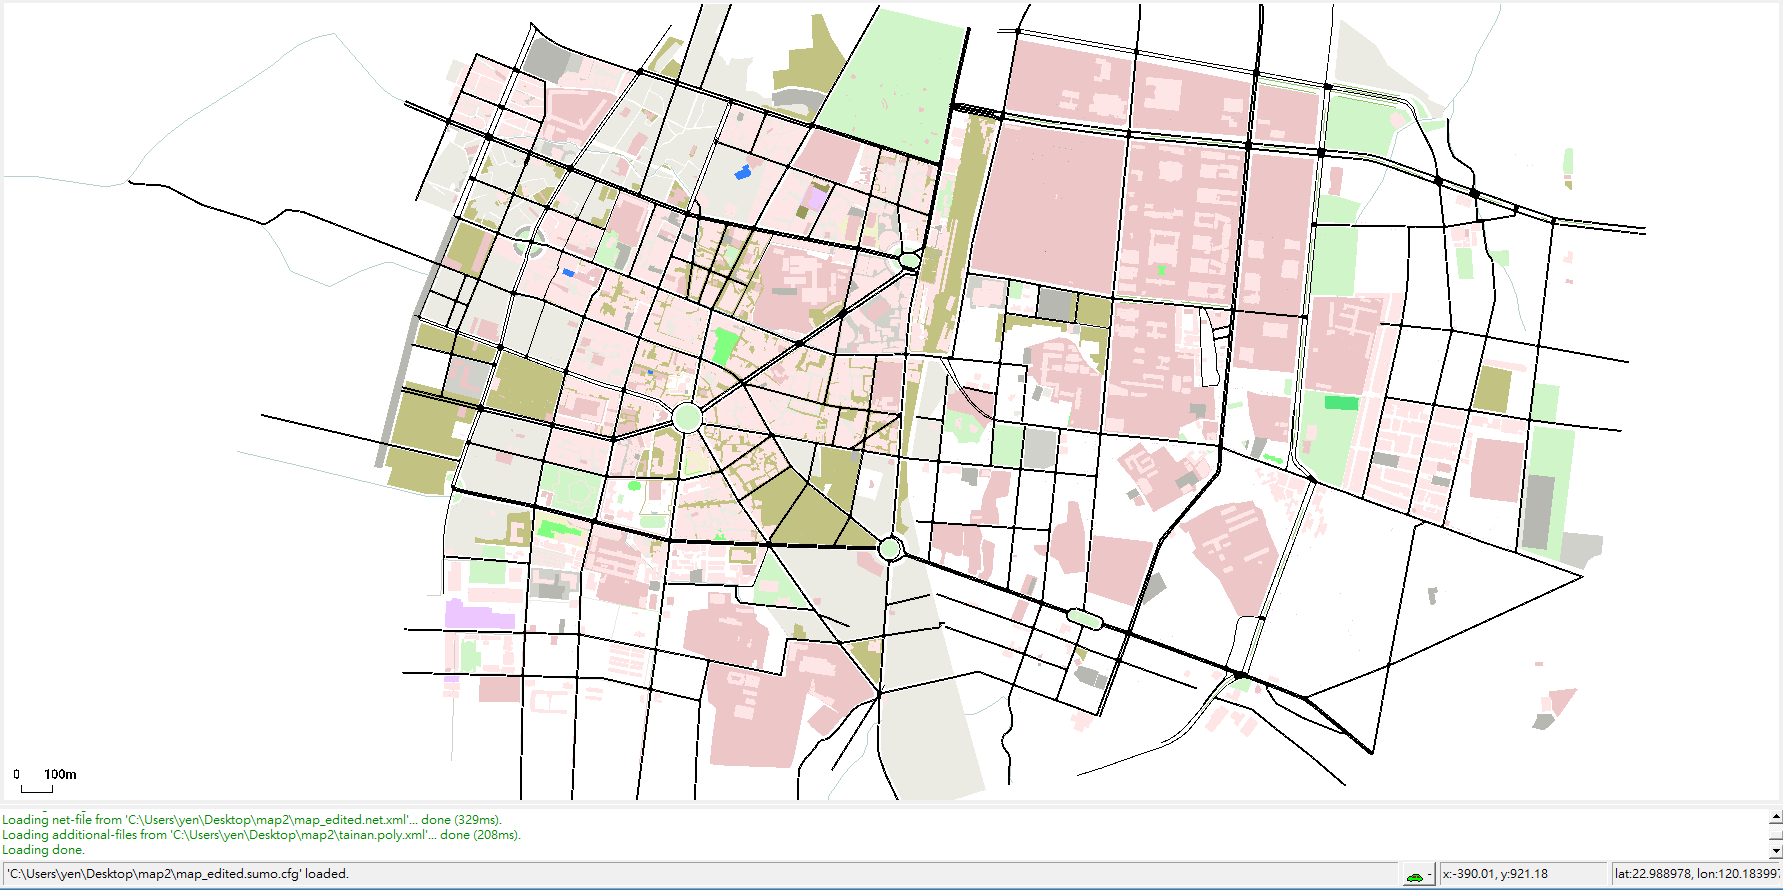 0 100m
Loading net-file from 'C:\Users\yen\Desktop\map2\map_edited.net.xml'... done (329ms).
Loading additional-files from 'C:\Users\yen\Desktop\map2\tainan.poly.xml'... done (208ms).
Loading done.
'C:\Users\yen\Desktop\map2\map_edited.sumo.cfg' loaded.
x:-390.01, y:921.18
lat:22.988978, lon:120.18399